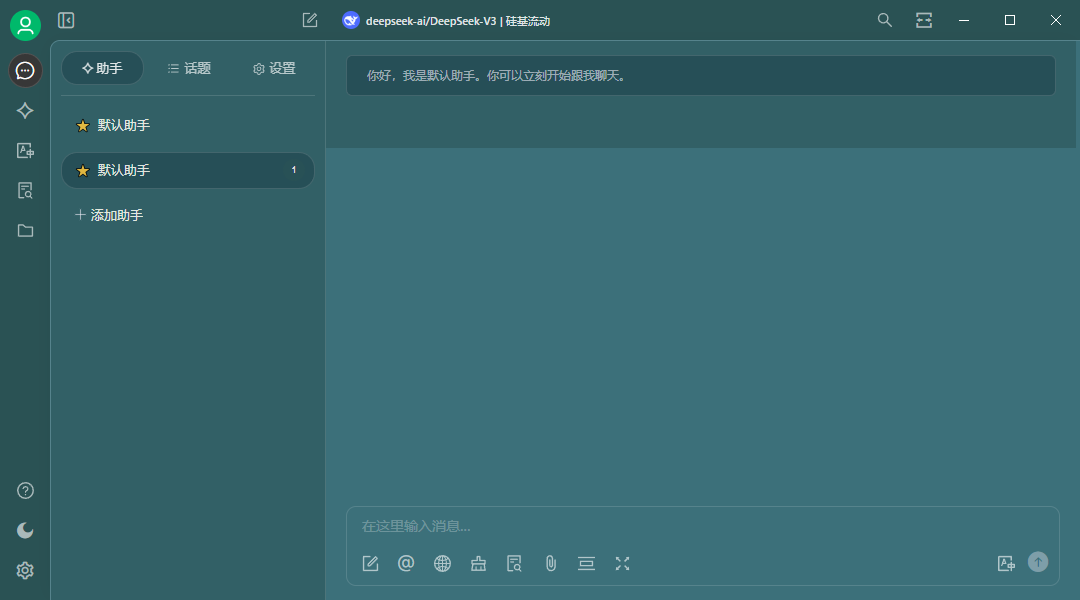 deepseek-ai/DeepSeek-V3 | 硅基流动
助手
话题
设置
默认助手
默认助手
1
添加助手
你好，我是默认助手。你可以立刻开始跟我聊天。
在这里输入消息...